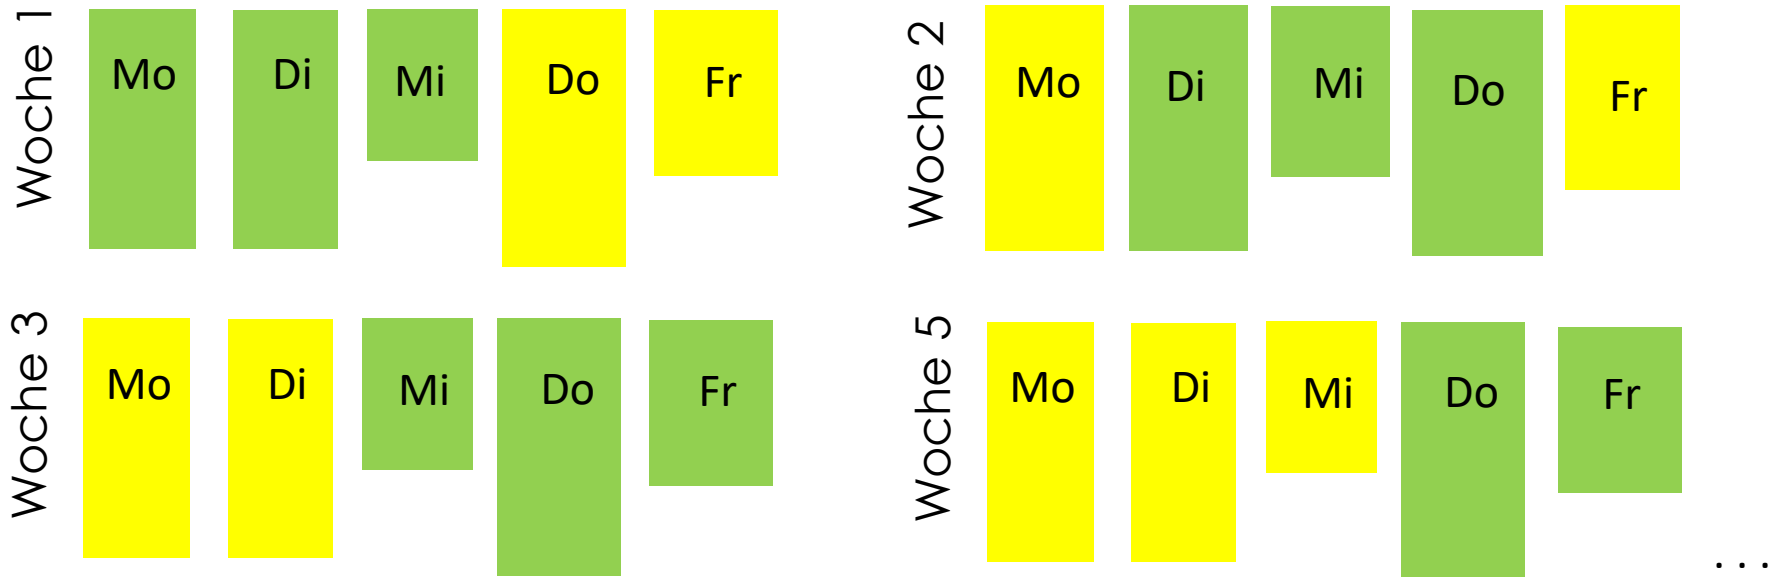 Woche 1
Mo Di Mi Do Fr
Woche 2
Mo Di Mi Do Fr
Woche 3
Mo Di Mi Do Fr
Woche 5
Mo Di Mi Do Fr
...